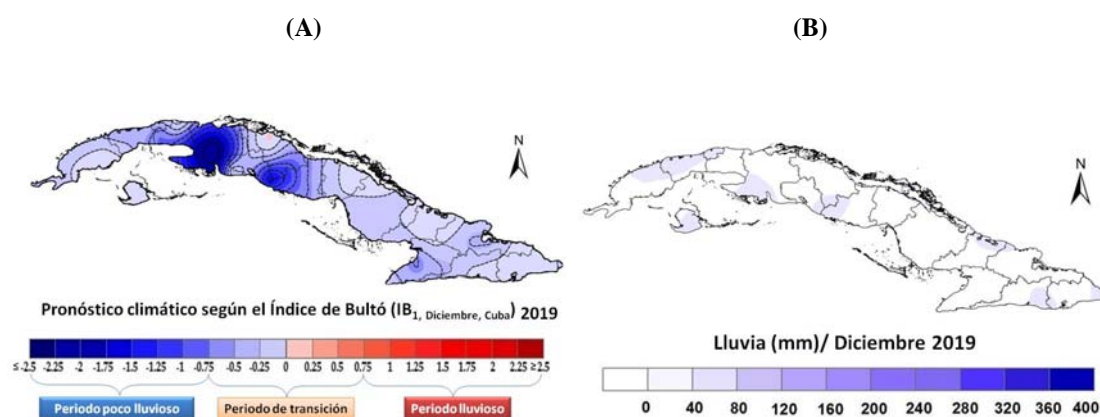 (A) (B)
N
N
Pronóstico climático según el Índice de Bultó (IB1, Diciembre, Cuba) 2019
≤ -2.5 -2.25 -2 -1.75 -1.5 -1.25 -1 -0.75 -0.5 -0.25 0 0.25 0.5 0.75 1 1.25 1.5 1.75 2 2.25 ≥2.5
Periodo poco lluvioso Periodo de transición Periodo lluvioso
Lluvia (mm)/ Diciembre 2019
0 40 80 120 160 200 240 280 320 360 400